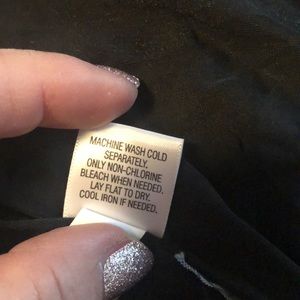 MACHINE WASH COLD
SEPARATELY.
ONLY NON-CHLORINE
BLEACH WHEN NEEDED.
LAY FLAT TO DRY.
COOL IRON IF NEEDED.